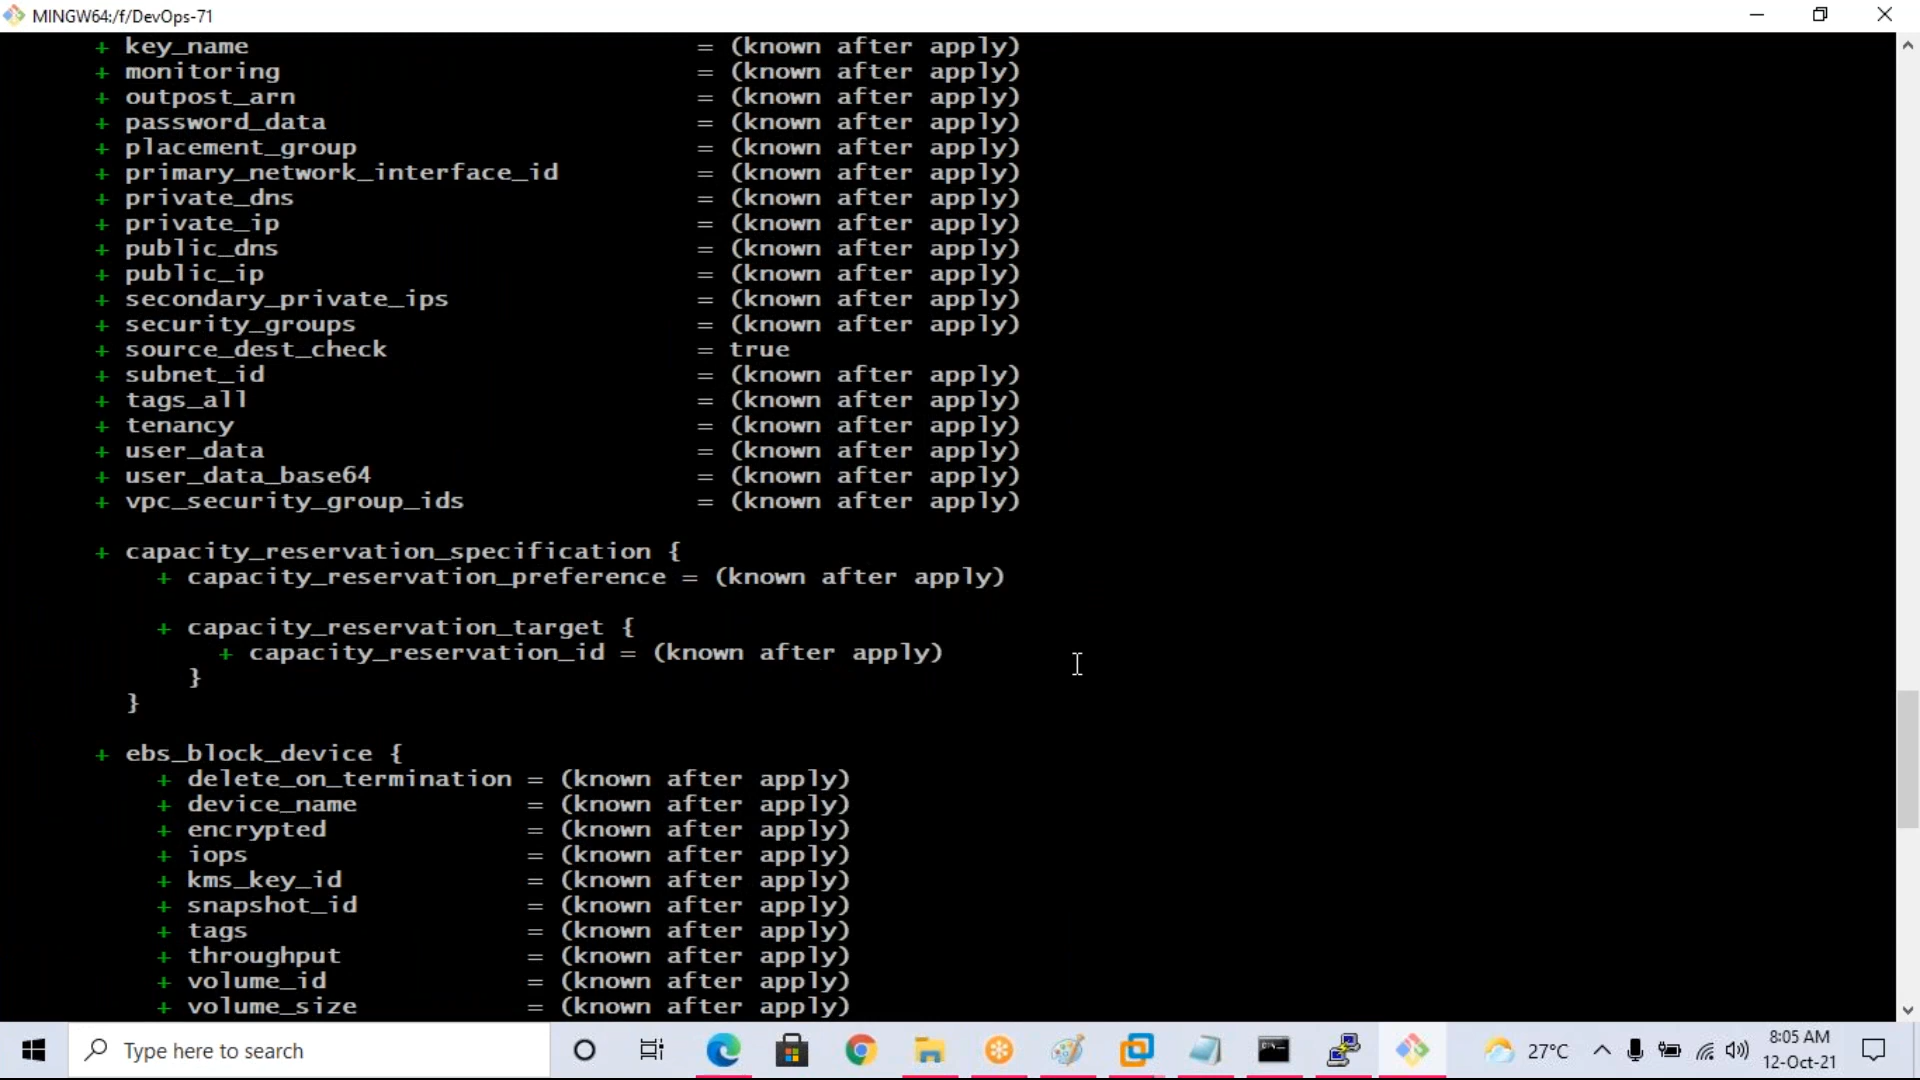 MINGW64:/f/DevOps-71
+ key_name = (known after apply)
+ monitoring = (known after apply)
+ outpost_arn = (known after apply)
+ password_data = (known after apply)
+ placement_group = (known after apply)
+ primary_network_interface_id = (known after apply)
+ private_dns = (known after apply)
+ private_ip = (known after apply)
+ public_dns = (known after apply)
+ public_ip = (known after apply)
+ secondary_private_ips = (known after apply)
+ security_groups = (known after apply)
+ source_dest_check = true
+ subnet_id = (known after apply)
+ tags_all = (known after apply)
+ tenancy = (known after apply)
+ user_data = (known after apply)
+ user_data_base64 = (known after apply)
+ vpc_security_group_ids = (known after apply)
+ capacity_reservation_specification {
+ capacity_reservation_preference = (known after apply)
+ capacity_reservation_target {
+ capacity_reservation_id = (known after apply)
}
}
+ ebs_block_device {
+ delete_on_termination = (known after apply)
+ device_name = (known after apply)
+ encrypted = (known after apply)
+ iops = (known after apply)
+ kms_key_id = (known after apply)
+ snapshot_id = (known after apply)
+ tags = (known after apply)
+ throughput = (known after apply)
+ volume_id = (known after apply)
+ volume_size = (known after apply)
Type here to search
27°C
8:05 AM
12-Oct-21